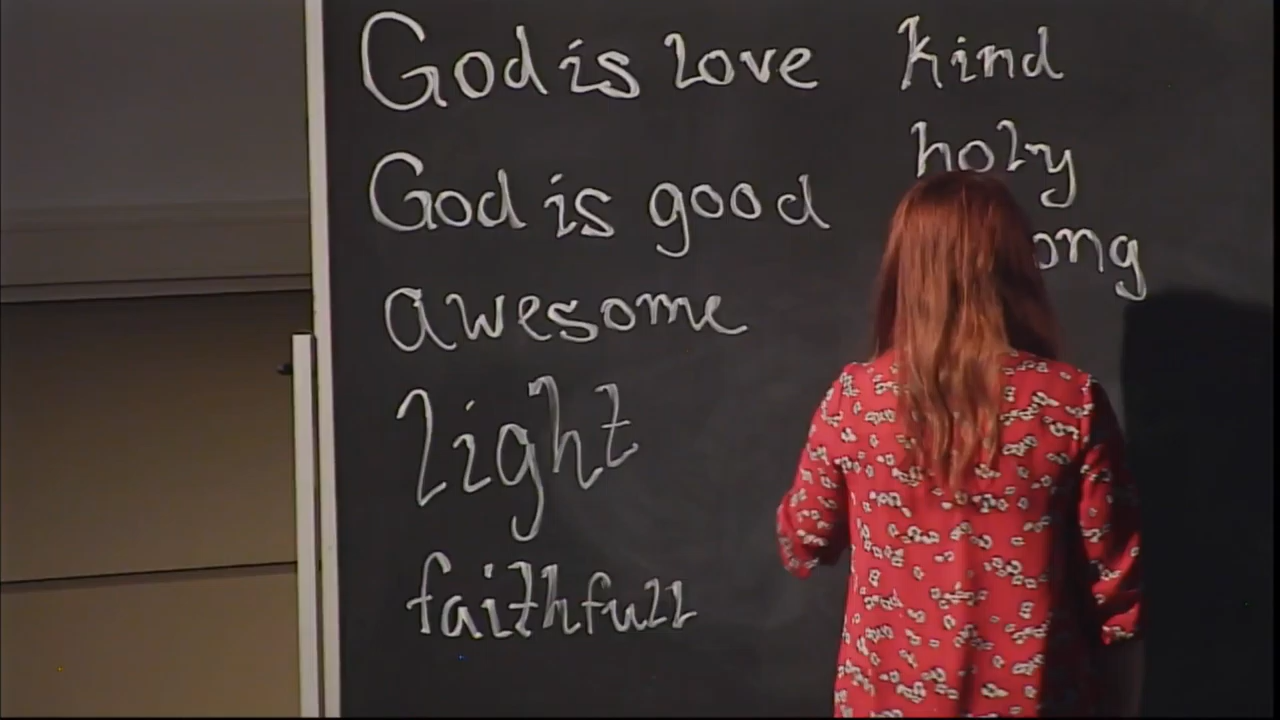 God is love
God is good
awesome
light
faithfull
kind
holy